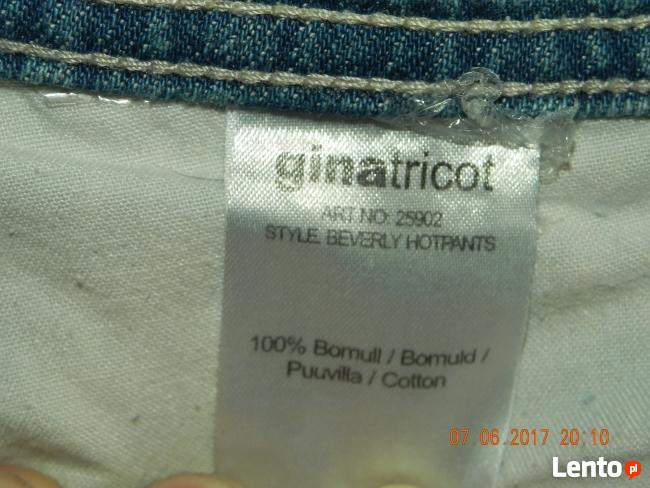 ginatricot
ART NO: 25902
STYLE. BEVERLY HOTPANTS
100% Bomull / Bomuld /
Puuvilla / Cotton
07.06.2017 20:10
Lento.pl